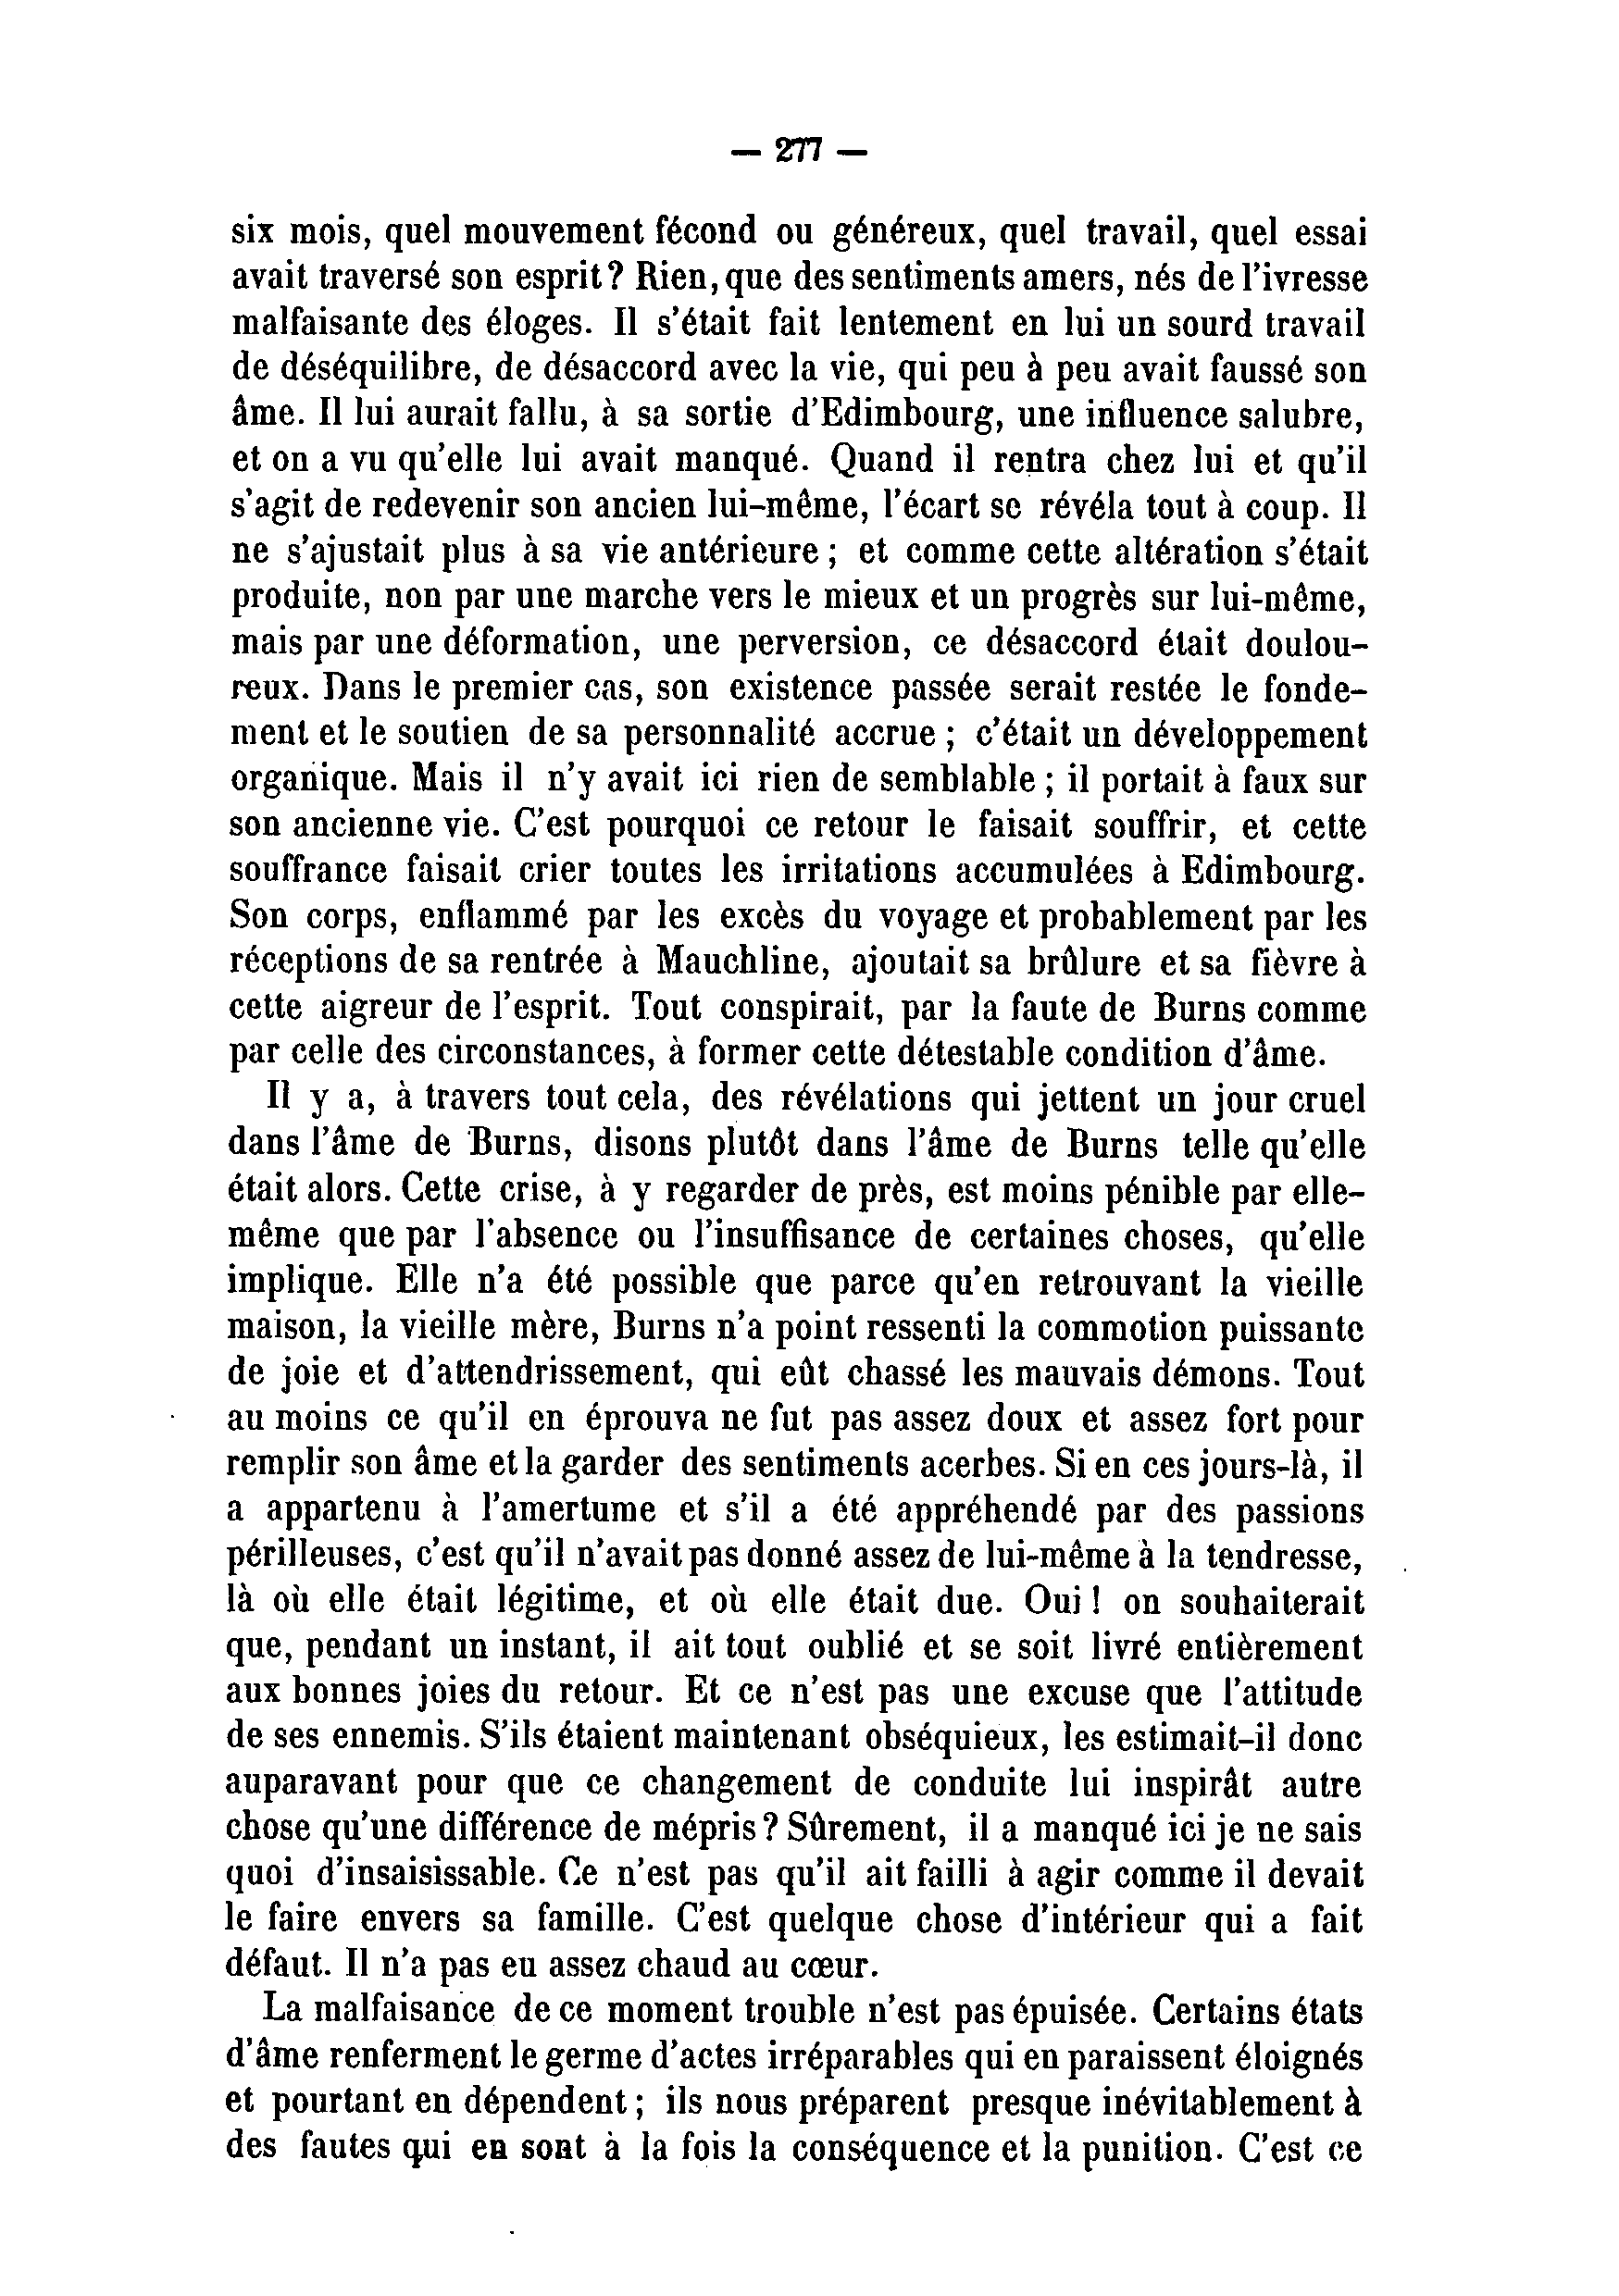 — 277 —
six mois, quel mouvement fécond ou généreux, quel travail, quel essai
avait traversé son esprit ? Rien, que des sentiments amers, nés de l'ivresse
malfaisante des éloges. Il s'était fait lentement en lui un sourd travail
de déséquilibre, de désaccord avec la vie, qui peu à peu avait faussé son
âme. Il lui aurait fallu, à sa sortie d'Edimbourg, une influence salubre,
et on a vu qu'elle lui avait manqué. Quand il rentra chez lui et qu'il
s'agit de redevenir son ancien lui-même, l'écart se révéla tout à coup. Il
ne s'ajustait plus à sa vie antérieure ; et comme cette altération s'était
produite, non par une marche vers le mieux et un progrès sur lui-même,
mais par une déformation, une perversion, ce désaccord était doulou-
reux. Dans le premier cas, son existence passée serait restée le fonde-
ment et le soutien de sa personnalité accrue ; c'était un développement
organique. Mais il n'y avait ici rien de semblable ; il portait à faux sur
son ancienne vie. C'est pourquoi ce retour le faisait souffrir, et cette
souffrance faisait crier toutes les irritations accumulées à Edimbourg.
Son corps, enflammé par les excès du voyage et probablement par les
réceptions de sa rentrée à Mauchline, ajoutait sa brûlure et sa fièvre à
cette aigreur de l'esprit. Tout conspirait, par la faute de Burns comme
par celle des circonstances, à former cette détestable condition d'âme.
Il y a, à travers tout cela, des révélations qui jettent un jour cruel
dans l'âme de Burns, disons plutôt dans l'âme de Burns telle qu'elle
était alors. Cette crise, à y regarder de près, est moins pénible par elle-
même que par l'absence ou l'insuffisance de certaines choses, qu'elle
implique. Elle n'a été possible que parce qu'en retrouvant la vieille
maison, la vieille mère, Burns n'a point ressenti la commotion puissante
de joie et d'attendrissement, qui eût chassé les mauvais démons. Tout
au moins ce qu'il en éprouva ne fut pas assez doux et assez fort pour
remplir son âme et la garder des sentiments acerbes. Si en ces jours-là, il
a appartenu à l'amertume et s'il a été appréhendé par des passions
périlleuses, c'est qu'il n'avait pas donné assez de lui-même à la tendresse,
là où elle était légitime, et où elle était due. Oui ! on souhaiterait
que, pendant un instant, il ait tout oublié et se soit livré entièrement
aux bonnes joies du retour. Et ce n'est pas une excuse que l'attitude
de ses ennemis. S'ils étaient maintenant obséquieux, les estimait-il donc
auparavant pour que ce changement de conduite lui inspirât autre
chose qu'une différence de mépris ? Sûrement, il a manqué ici je ne sais
quoi d'insaisissable. Ce n'est pas qu'il ait failli à agir comme il devait
le faire envers sa famille. C'est quelque chose d'intérieur qui a fait
défaut. Il n'a pas eu assez chaud au cœur.
La malfaisance de ce moment trouble n'est pas épuisée. Certains états
d'âme renferment le germe d'actes irréparables qui en paraissent éloignés
et pourtant en dépendent ; ils nous préparent presque inévitablement à
des fautes qui en sont à la fois la conséquence et la punition. C'est ce